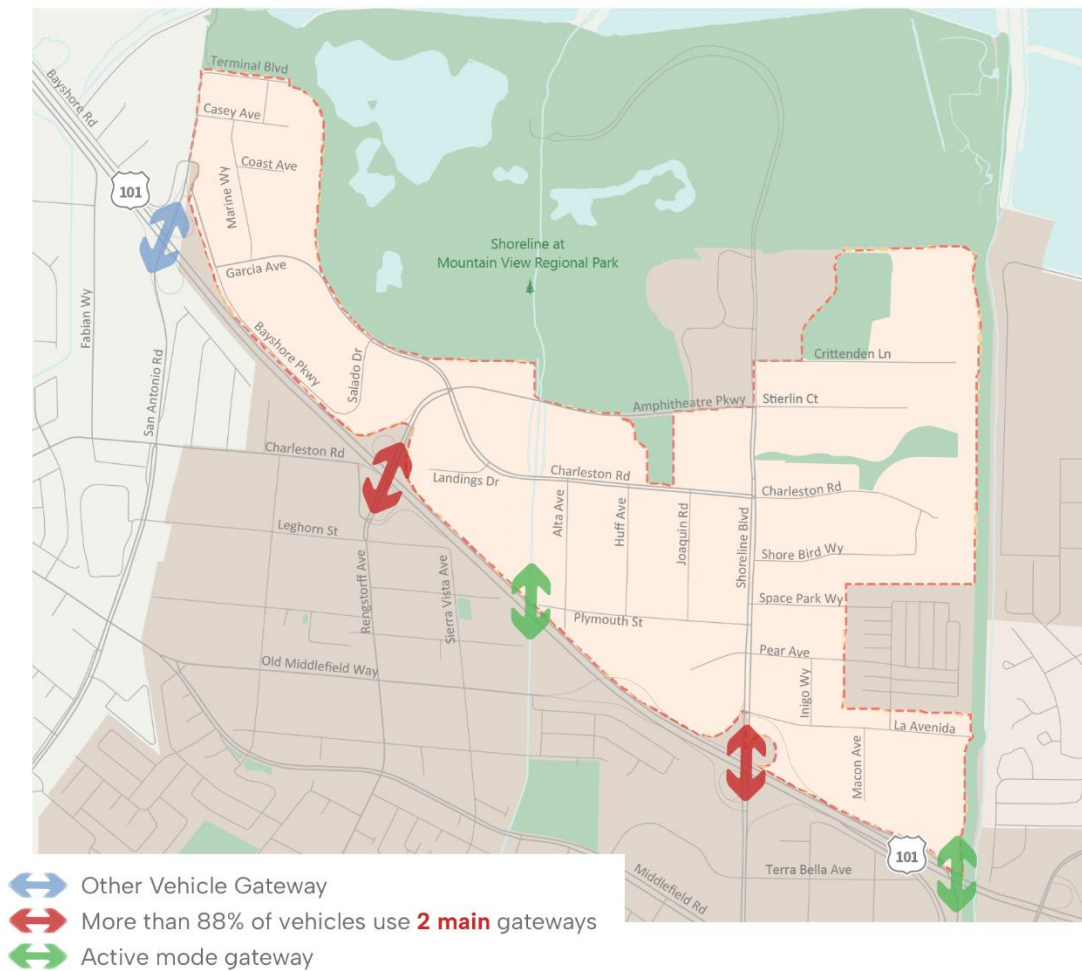 Terminal Blvd
Bayshore Rd
Casey Ave
Coast Ave
101
Marine Wy
Shoreline at
Mountain View Regional Park
Garcia Ave
Fabian Wy
Bayshore Pkwy
San Antonio Rd
Salado Dr
Crittenden Ln
Amphitheatre Pkwy
Stierlin Ct
Charleston Rd
Landings Dr
Charleston Rd
Charleston Rd
Alta Ave
Huff Ave
Joaquin Rd
Shoreline Blvd
Leghorn St
Shore Bird Wy
Rengstorff Ave
Sierra Vista Ave
Space Park Wy
Plymouth St
Old Middlefield Way
Pear Ave
Inigo Wy
La Avenida
Macon Ave
101
Terra Bella Ave
Middlefield Rd
Other Vehicle Gateway
More than 88% of vehicles use 2 main gateways
Active mode gateway